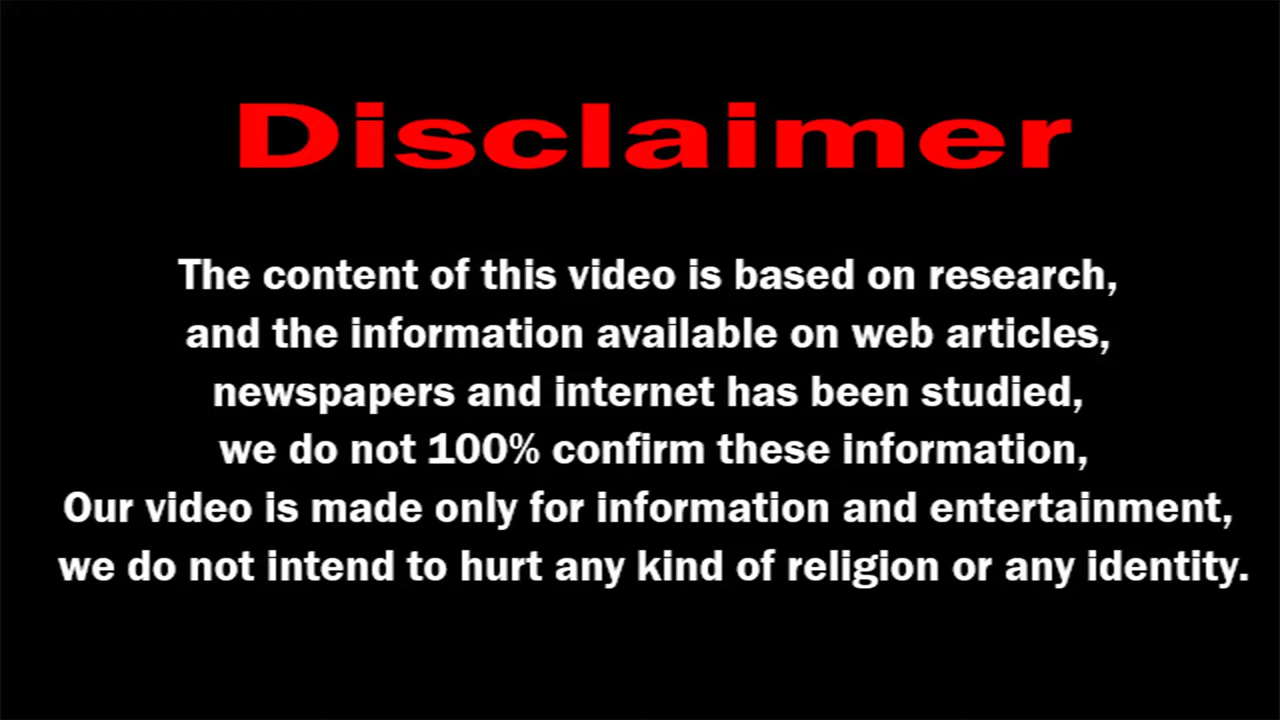 Disclaimer
The content of this video is based on research,
and the information available on web articles,
newspapers and internet has been studied,
we do not 100% confirm these information,
Our video is made only for information and entertainment,
we do not intend to hurt any kind of religion or any identity.